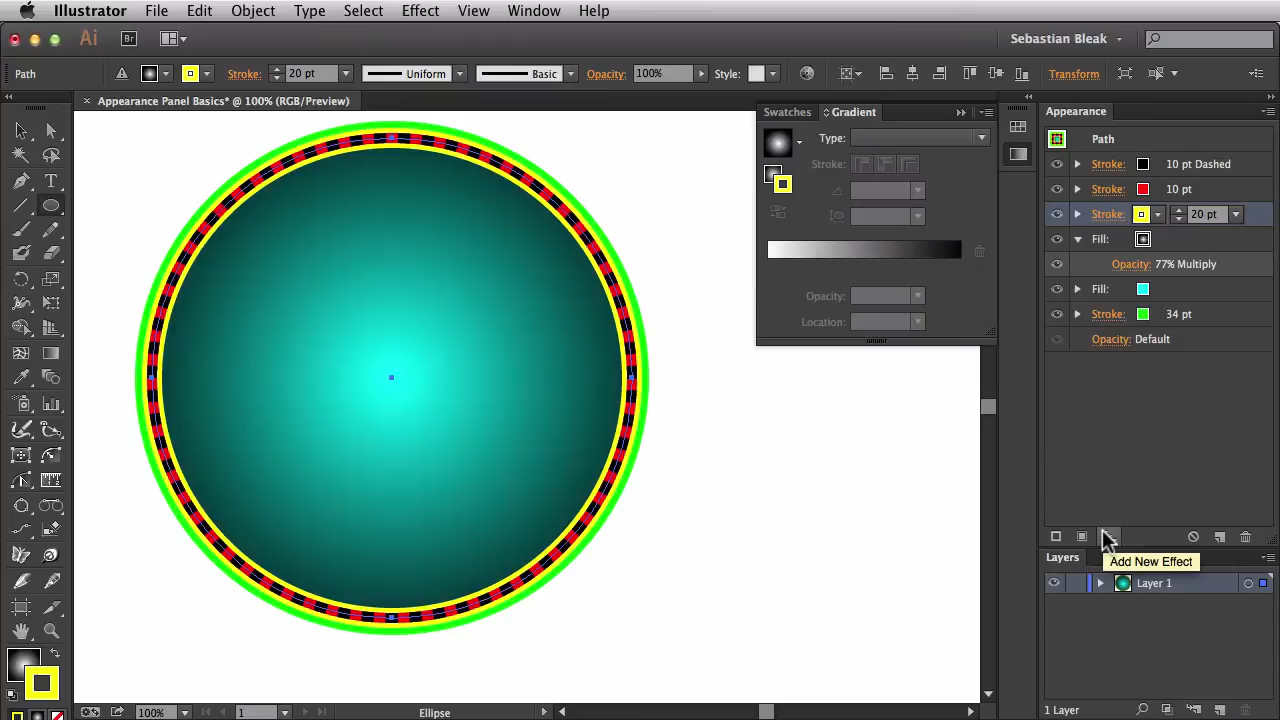 Illustrator File Edit Object Type Select Effect View Window Help
Ai Br Sebastian Bleak
Path Stroke: 20 pt Uniform Basic Opacity: 100% Style: Transform
Appearance Panel Basics* @ 100% (RGB/Preview)
Swatches Gradient
Type:
Stroke:
Opacity:
Location:
Appearance
Path
Stroke: 10 pt Dashed
Stroke: 10 pt
Stroke: 20 pt
Fill:
Opacity: 77% Multiply
Fill:
Stroke: 34 pt
Opacity: Default
Add New Effect
Layers
Layer 1
1 Layer
100% 1 Ellipse